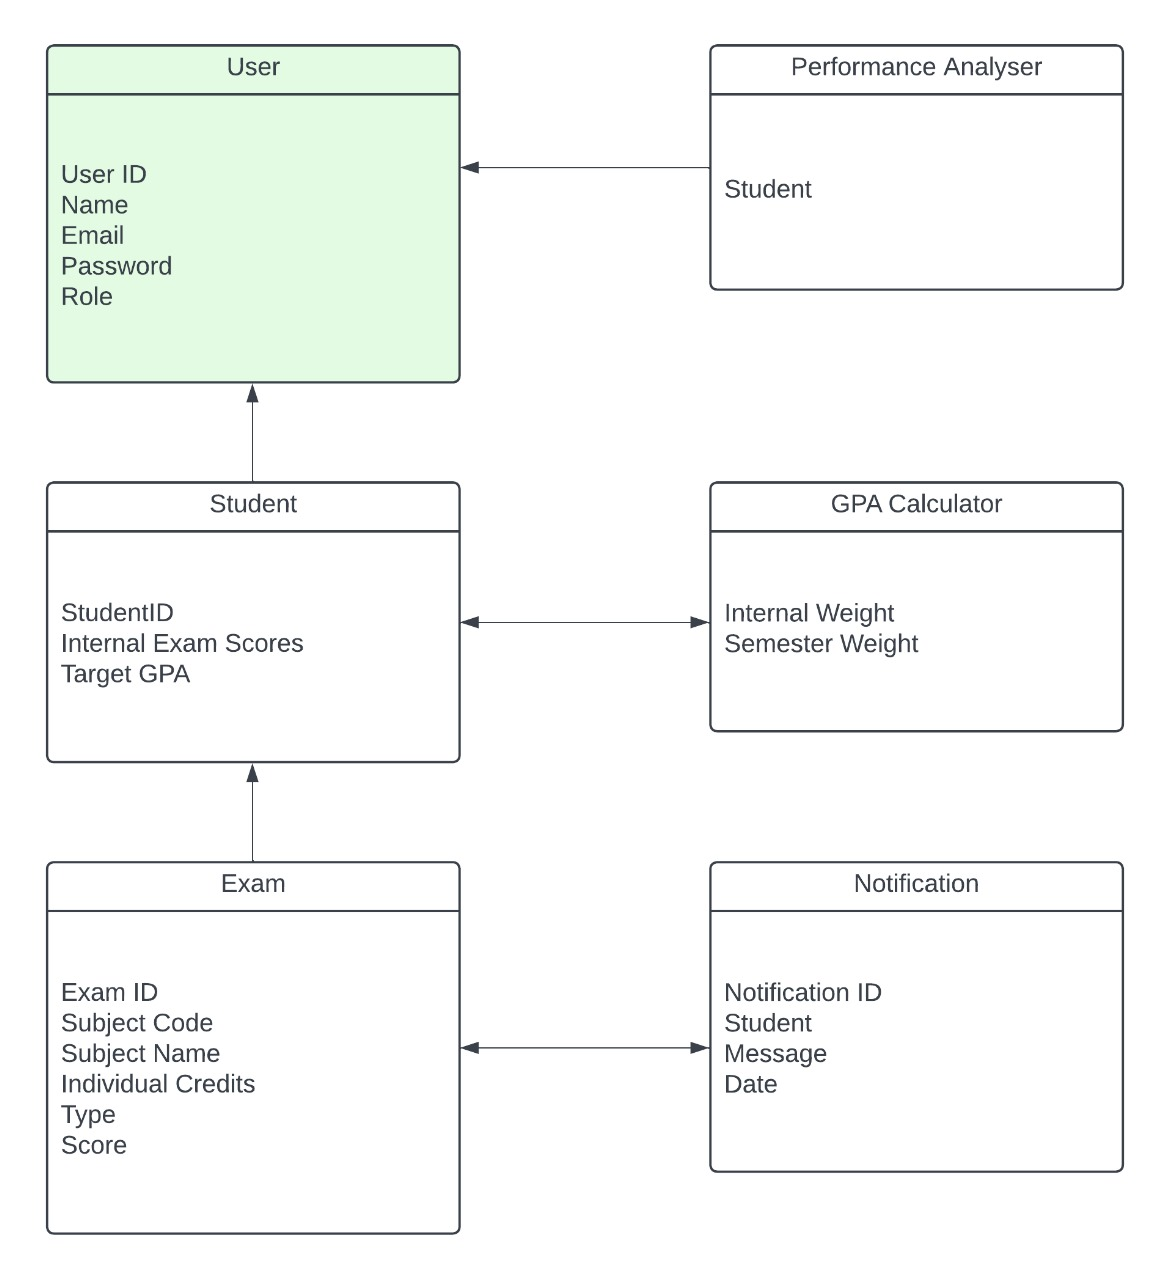 User
User ID
Name
Email
Password
Role
Performance Analyser
Student
Student
StudentID
Internal Exam Scores
Target GPA
GPA Calculator
Internal Weight
Semester Weight
Exam
Exam ID
Subject Code
Subject Name
Individual Credits
Type
Score
Notification
Notification ID
Student
Message
Date